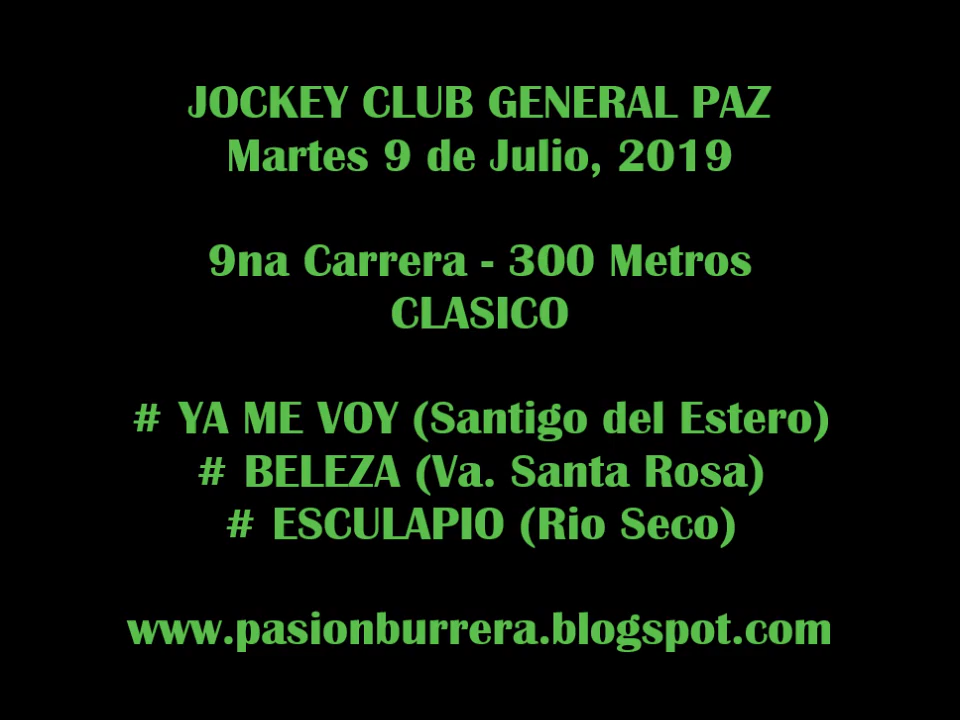 JOCKEY CLUB GENERAL PAZ
Martes 9 de Julio, 2019
9na Carrera - 300 Metros
CLASICO
# YA ME VOY (Santigo del Estero)
# BELEZA (Va. Santa Rosa)
# ESCULAPIO (Rio Seco)
www.pasionburrera.blogspot.com